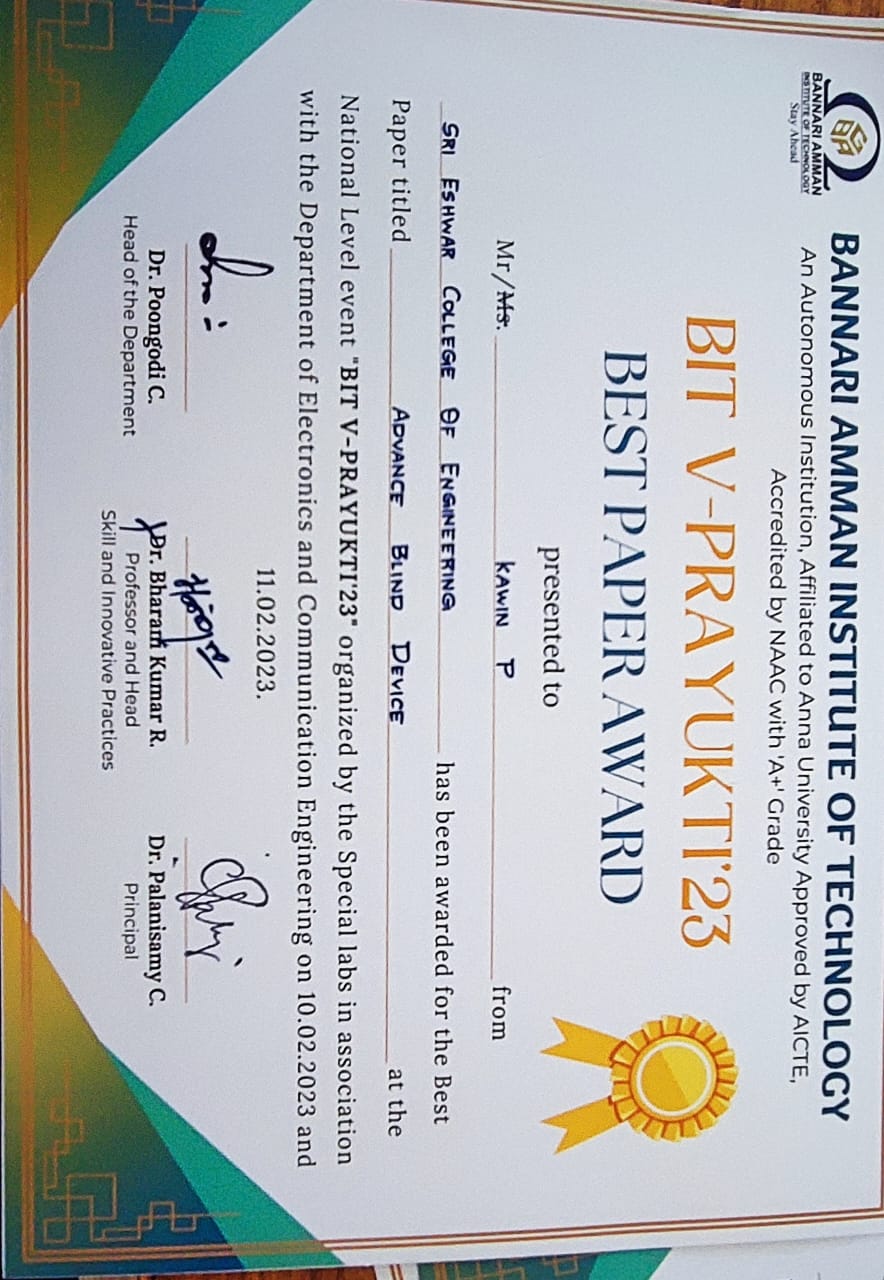 BANNARI AMMAN
INSTITUTE OF TECHNOLOGY
Stay Ahead
BANNARI AMMAN INSTITUTE OF TECHNOLOGY
An Autonomous Institution, Affiliated to Anna University Approved by AICTE,
Accredited by NAAC with 'A+' Grade
BIT V-PRAYUKTI'23
BEST PAPER AWARD
presented to
Mr/Ms. KAWIN P from
SRI ESHWAR COLLEGE OF ENGINEERING has been awarded for the Best
Paper titled ADVANCE BLIND DEVICE at the
National Level event "BIT V-PRAYUKTI'23" organized by the Special labs in association
with the Department of Electronics and Communication Engineering on 10.02.2023 and
11.02.2023.
Dr. Poongodi C. Dr. Bharani Kumar R. Dr. Palanisamy C.
Head of the Department Professor and Head Principal
Skill and Innovative Practices